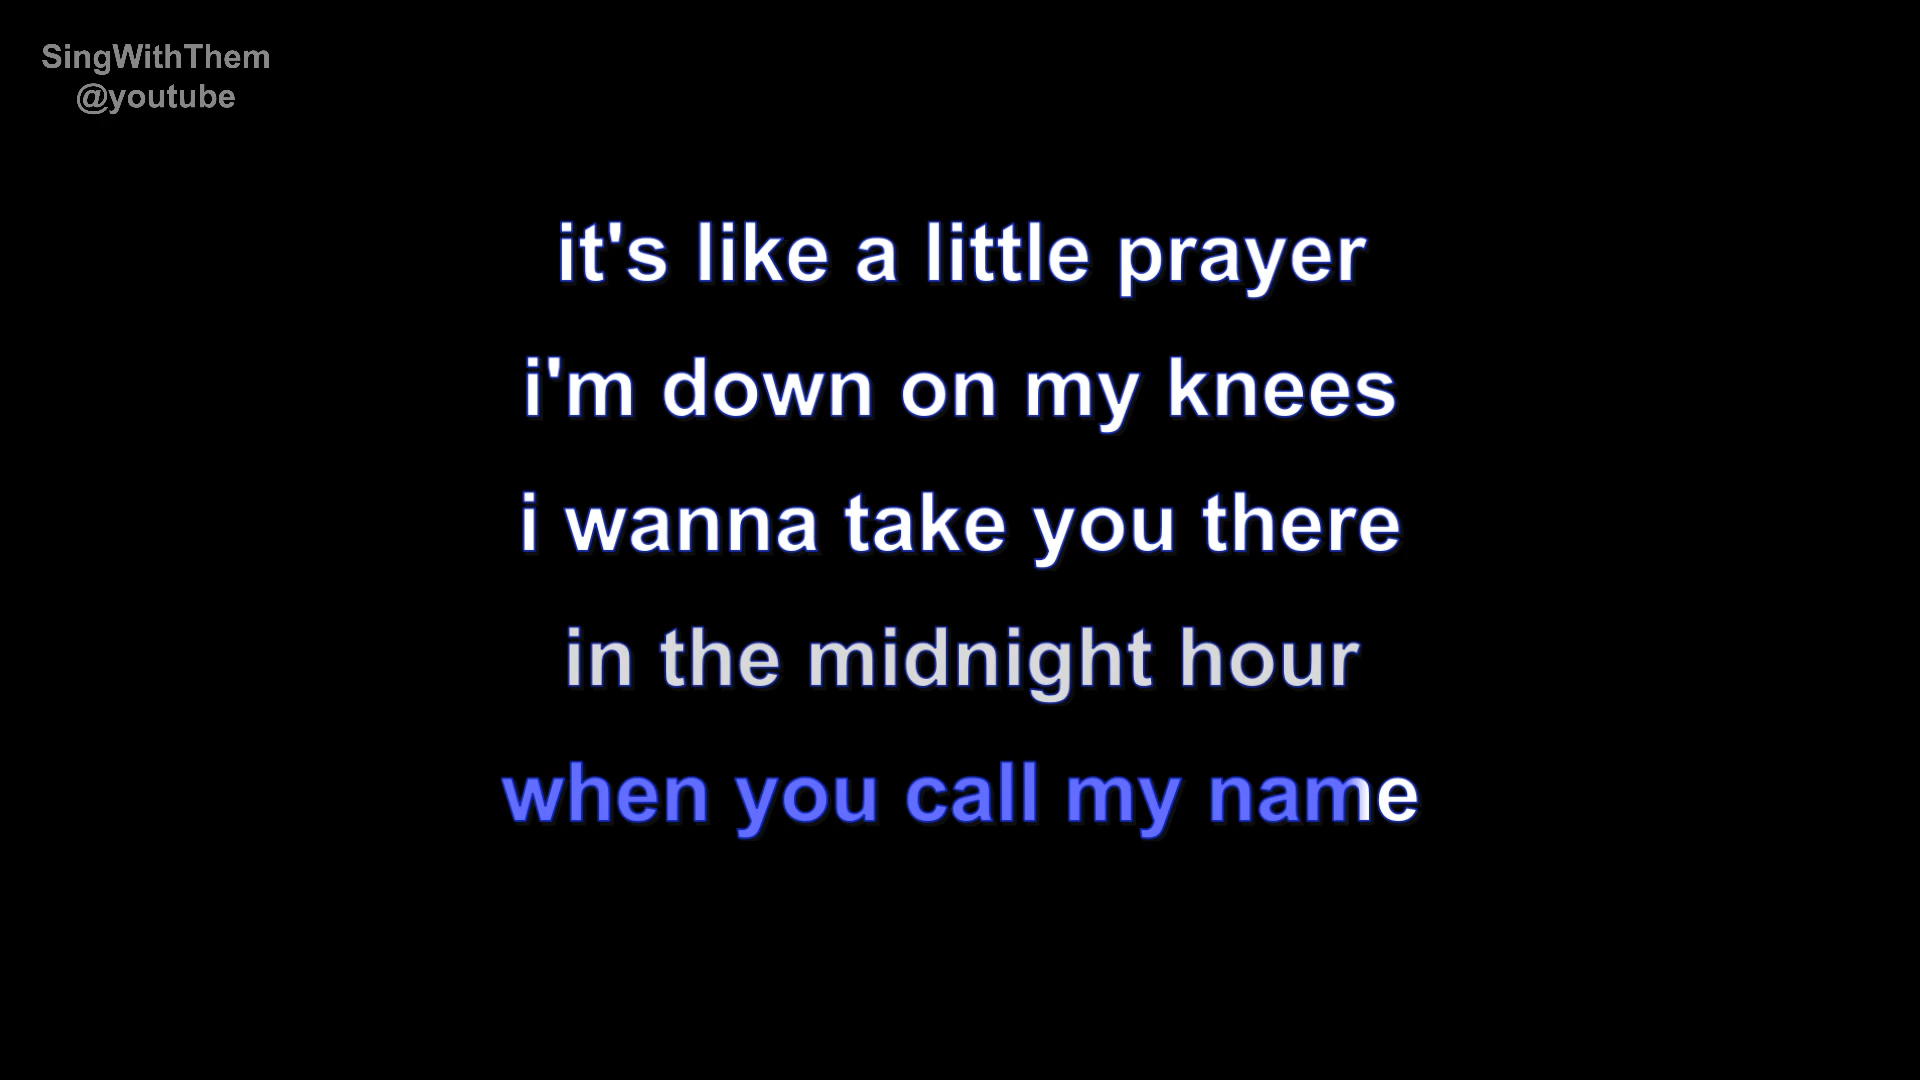 SingWithThem
@youtube
it's like a little prayer
i'm down on my knees
i wanna take you there
in the midnight hour
when you call my name